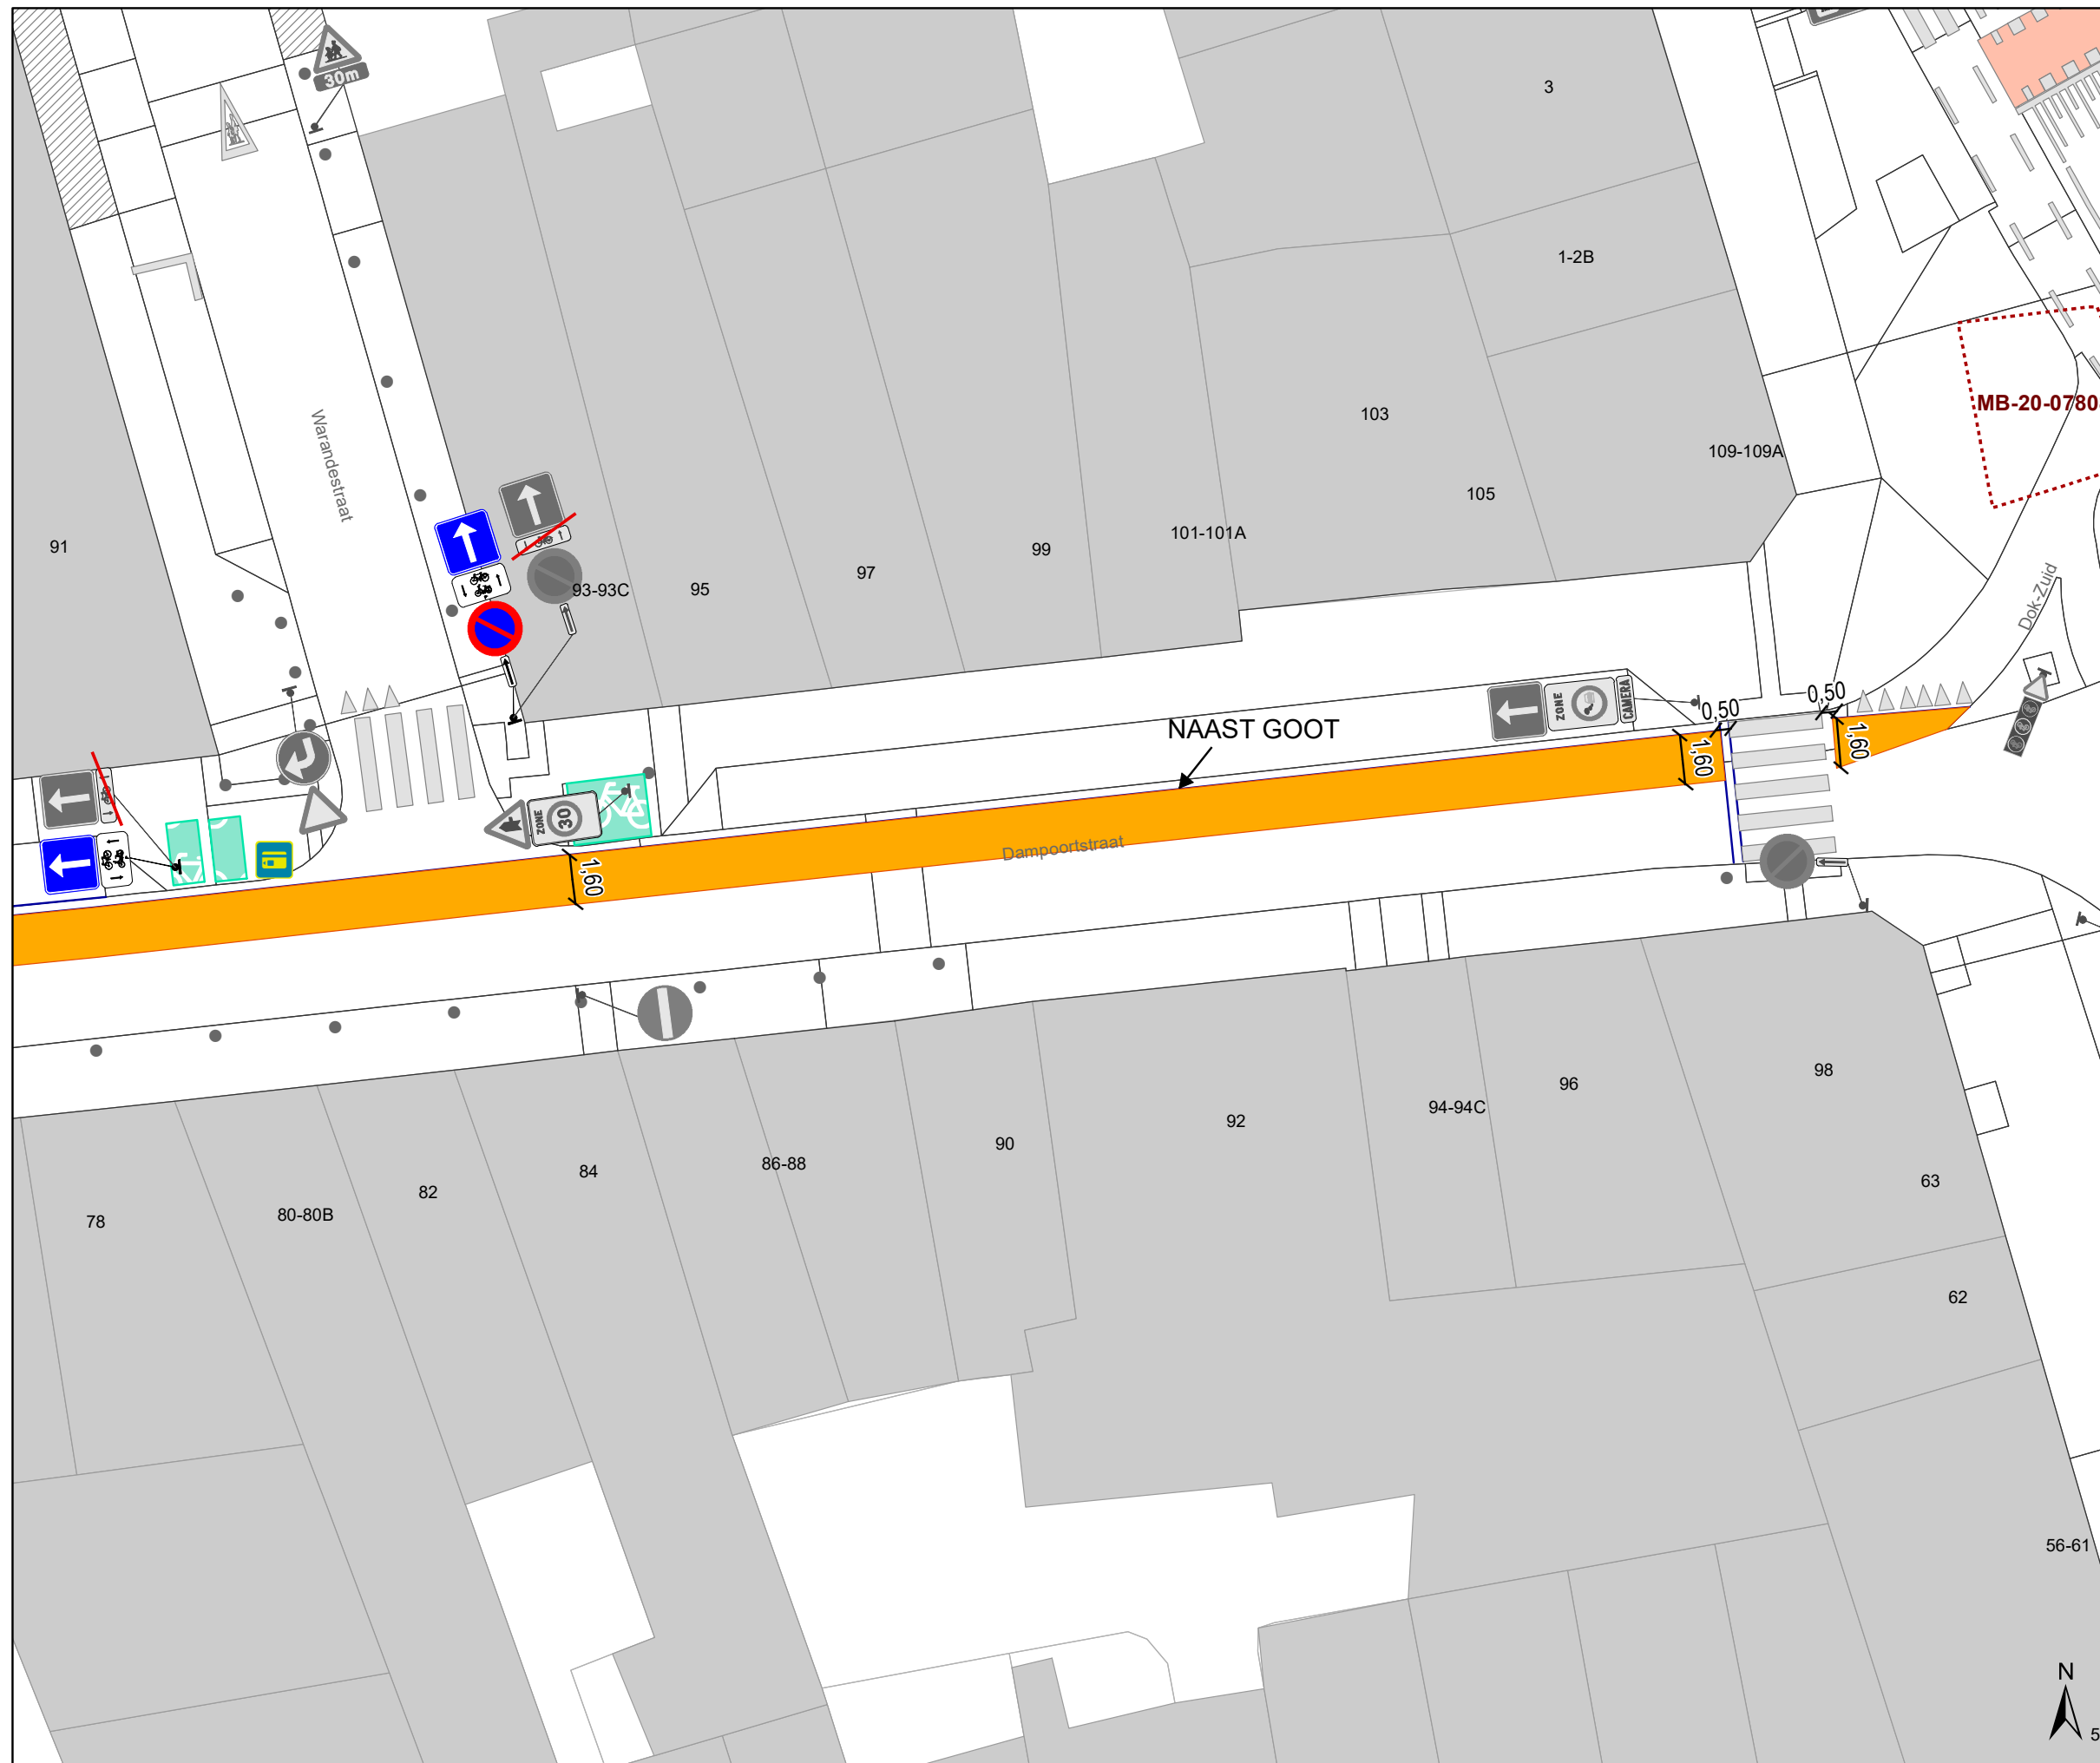 30m
3
1-2B
MB-20-0780
Warandestraat
103
109-109A
105
91
101-101A
99
97
95
93-93C
Dok-Zuid
ZONE
CAMERA
0,50
0,50
NAAST GOOT
1,60
1,60
ZONE
30
Dampoortstraat
1,60
98
96
94-94C
92
90
86-88
84
82
80-80B
78
63
62
56-61
N
5